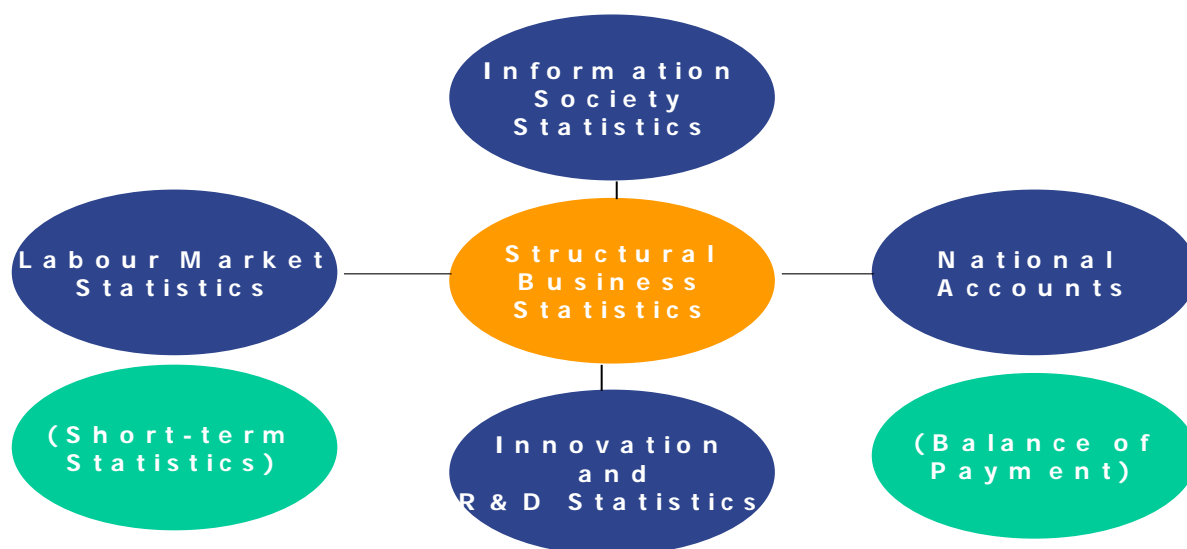 Information
Society
Statistics
Labour Market
Statistics
Structural
Business
Statistics
National
Accounts
(Short-term
Statistics)
Innovation
and
R&D Statistics
(Balance of
Payment)